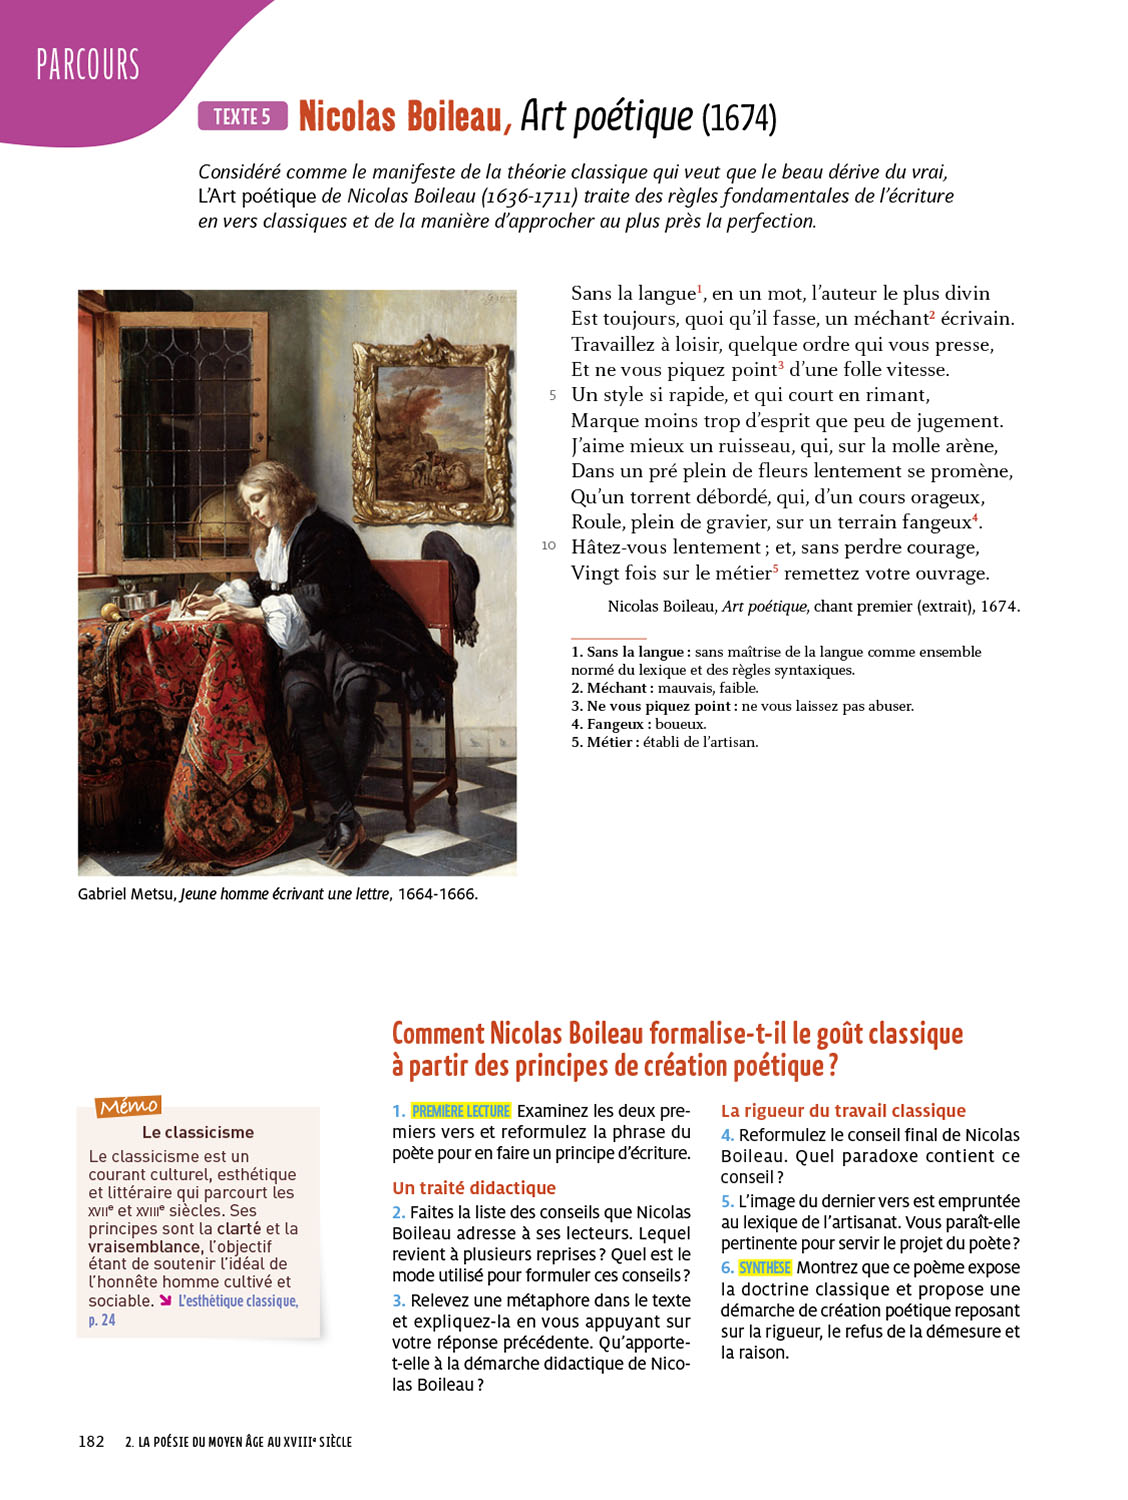 PARCOURS
TEXTE 5 Nicolas Boileau, Art poétique (1674)
Considéré comme le manifeste de la théorie classique qui veut que le beau dérive du vrai,
L’Art poétique de Nicolas Boileau (1636-1711) traite des règles fondamentales de l’écriture
en vers classiques et de la manière d’approcher au plus près la perfection.
Sans la langue1, en un mot, l’auteur le plus divin
Est toujours, quoi qu’il fasse, un méchant2 écrivain.
Travaillez à loisir, quelque ordre qui vous presse,
Et ne vous piquez point3 d’une folle vitesse.
5 Un style si rapide, et qui court en rimant,
Marque moins trop d’esprit que peu de jugement.
J’aime mieux un ruisseau, qui, sur la molle arène,
Dans un pré plein de fleurs lentement se promène,
Qu’un torrent débordé, qui, d’un cours orageux,
Roule, plein de gravier, sur un terrain fangeux4.
10 Hâtez-vous lentement ; et, sans perdre courage,
Vingt fois sur le métier5 remettez votre ouvrage.
Nicolas Boileau, Art poétique, chant premier (extrait), 1674.
1. Sans la langue : sans maîtrise de la langue comme ensemble
normé du lexique et des règles syntaxiques.
2. Méchant : mauvais, faible.
3. Ne vous piquez point : ne vous laissez pas abuser.
4. Fangeux : boueux.
5. Métier : établi de l’artisan.
Gabriel Metsu, Jeune homme écrivant une lettre, 1664-1666.
Comment Nicolas Boileau formalise-t-il le goût classique
à partir des principes de création poétique ?
Mémo
Le classicisme
Le classicisme est un
courant culturel, esthétique
et littéraire qui parcourt les
XVIIe et XVIIIe siècles. Ses
principes sont la clarté et la
vraisemblance, l’objectif
étant de soutenir l’idéal de
l’honnête homme cultivé et
sociable. ➘ L’esthétique classique,
p. 24
1. PREMIÈRE LECTURE Examinez les deux pre-
miers vers et reformulez la phrase du
poète pour en faire un principe d’écriture.
Un traité didactique
2. Faites la liste des conseils que Nicolas
Boileau adresse à ses lecteurs. Lequel
revient à plusieurs reprises ? Quel est le
mode utilisé pour formuler ces conseils ?
3. Relevez une métaphore dans le texte
et expliquez-la en vous appuyant sur
votre réponse précédente. Qu’apporte-
t-elle à la démarche didactique de Nico-
las Boileau ?
La rigueur du travail classique
4. Reformulez le conseil final de Nicolas
Boileau. Quel paradoxe contient ce
conseil ?
5. L’image du dernier vers est empruntée
au lexique de l’artisanat. Vous paraît-elle
pertinente pour servir le projet du poète ?
6. SYNTHESE Montrez que ce poème expose
la doctrine classique et propose une
démarche de création poétique reposant
sur la rigueur, le refus de la démesure et
la raison.
182 2. LA POÉSIE DU MOYEN ÂGE AU XVIIIe SIÈCLE